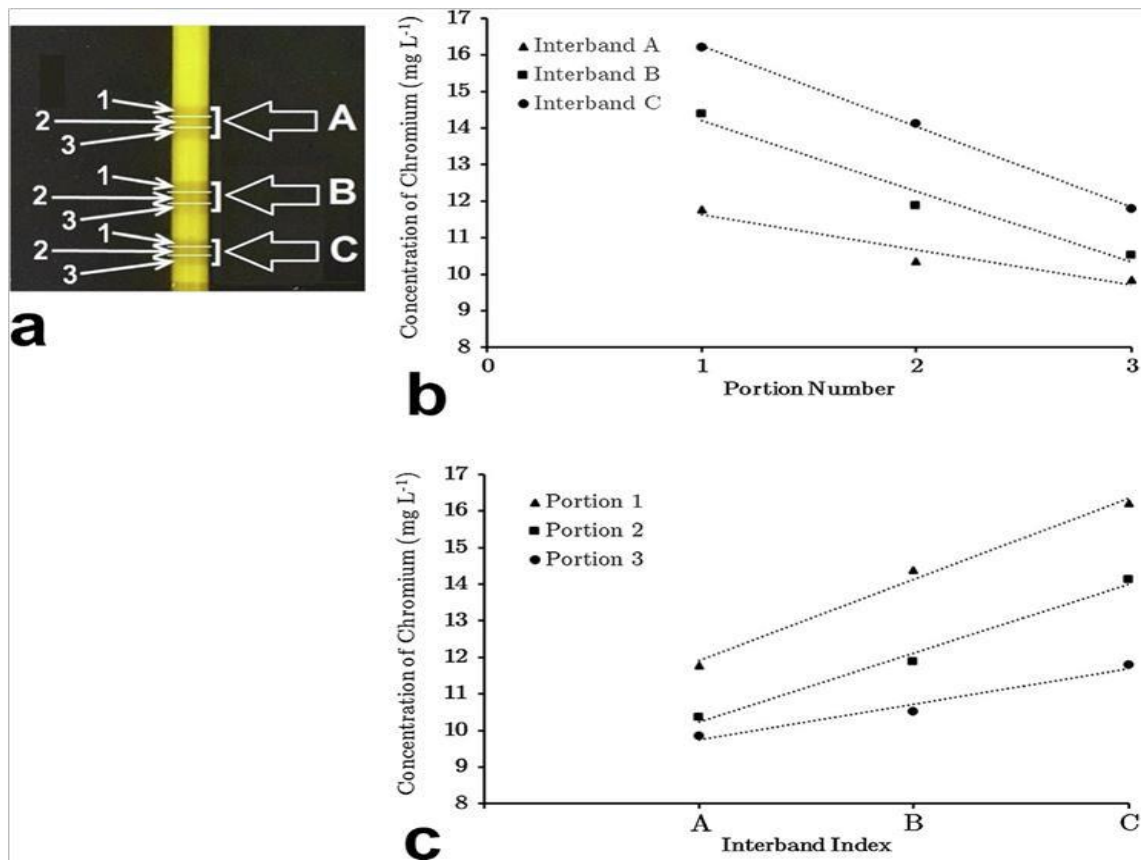 1
2
3
A
1
2
3
B
1
2
3
C
a
Concentration of Chromium (mg L-1)
17
16
15
14
13
12
11
10
9
8
▲ Interband A
■ Interband B
● Interband C
0
1
2
3
Portion Number
b
Concentration of Chromium (mg L-1)
17
16
15
14
13
12
11
10
9
8
▲ Portion 1
■ Portion 2
● Portion 3
A
B
C
Interband Index
c